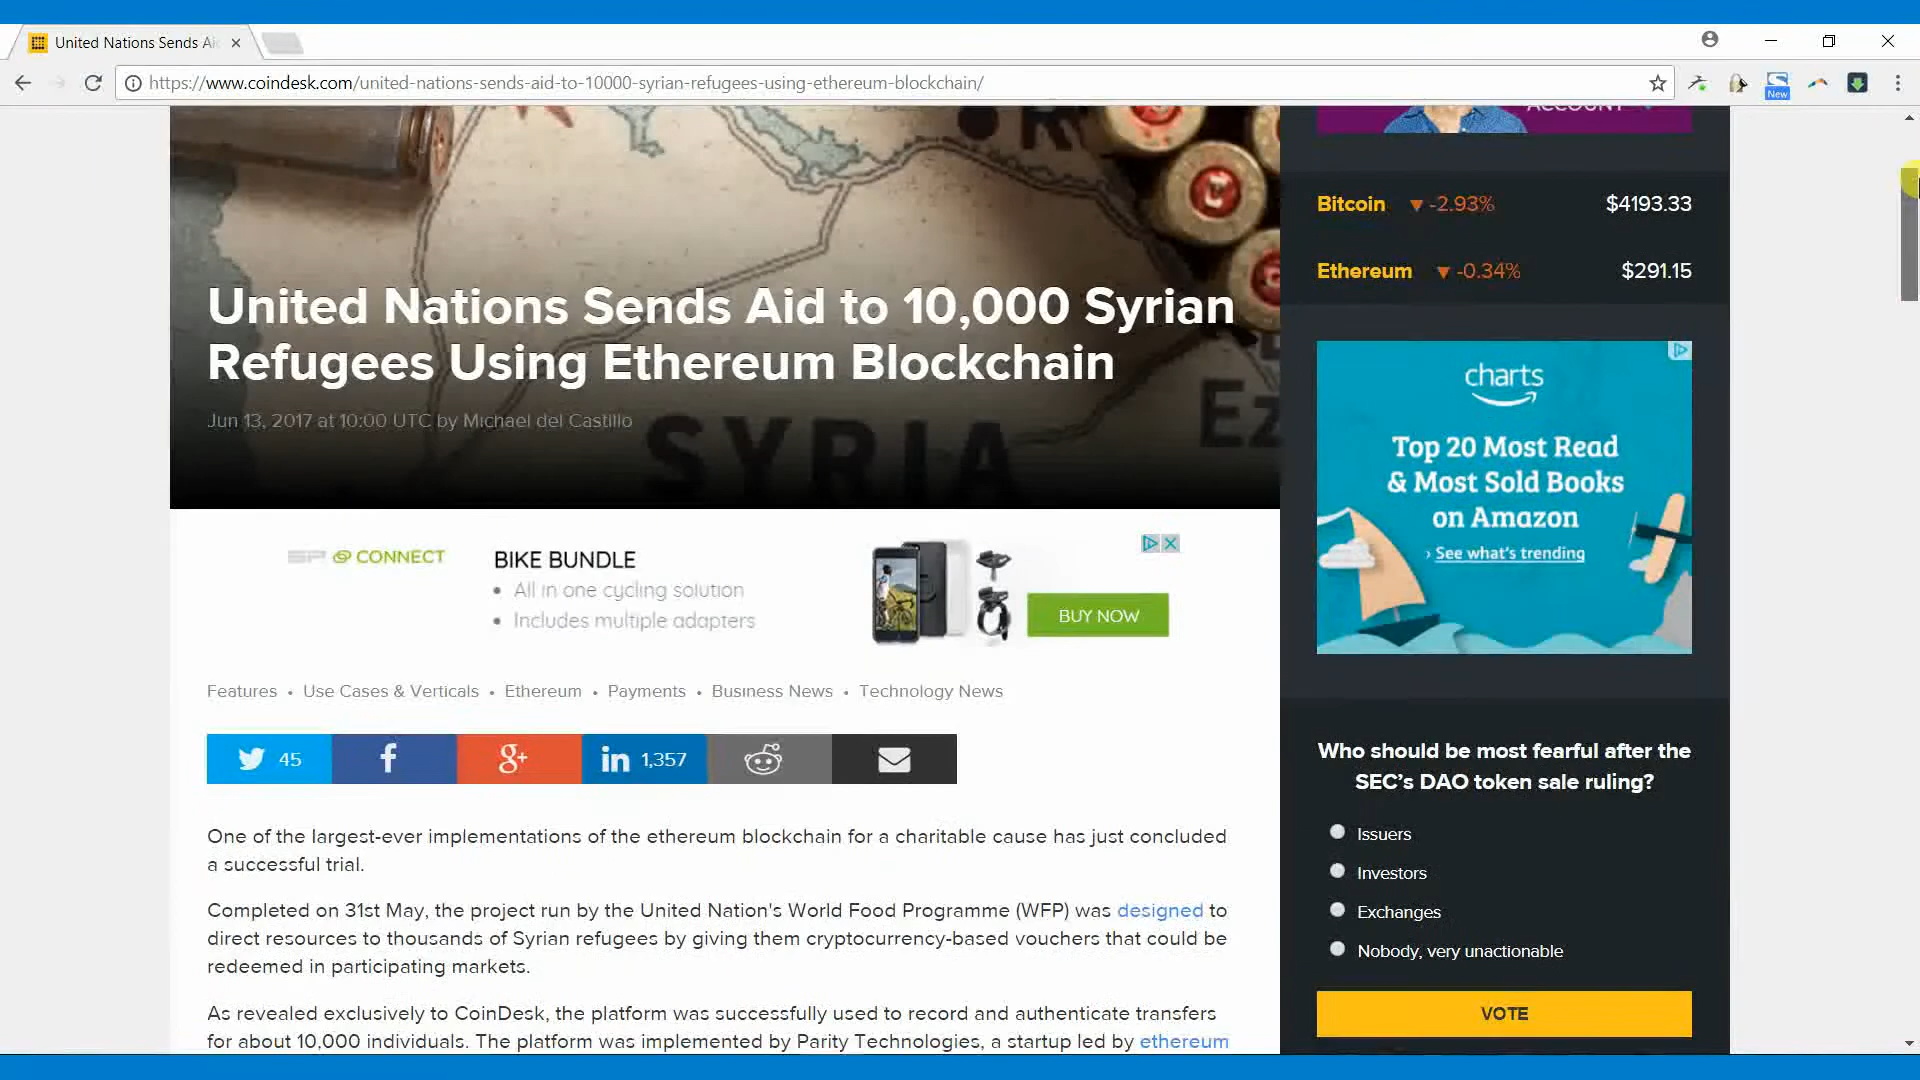 United Nations Sends Ai
https://www.coindesk.com/united-nations-sends-aid-to-10000-syrian-refugees-using-ethereum-blockchain/
New
ACCOUNT
Bitcoin ▼ -2.93% $4193.33
Ethereum ▼ -0.34% $291.15
SYRIA
United Nations Sends Aid to 10,000 Syrian
Refugees Using Ethereum Blockchain
Jun 13, 2017 at 10:00 UTC by Michael del Castillo
charts
Top 20 Most Read
& Most Sold Books
on Amazon
› See what's trending
SP CONNECT
BIKE BUNDLE
• All in one cycling solution
• Includes multiple adapters
BUY NOW
Features • Use Cases & Verticals • Ethereum • Payments • Business News • Technology News
45
f
g+
in 1,357
One of the largest-ever implementations of the ethereum blockchain for a charitable cause has just concluded
a successful trial.
Completed on 31st May, the project run by the United Nation's World Food Programme (WFP) was designed to
direct resources to thousands of Syrian refugees by giving them cryptocurrency-based vouchers that could be
redeemed in participating markets.
As revealed exclusively to CoinDesk, the platform was successfully used to record and authenticate transfers
for about 10,000 individuals. The platform was implemented by Parity Technologies, a startup led by ethereum
Who should be most fearful after the
SEC's DAO token sale ruling?
Issuers
Investors
Exchanges
Nobody, very unactionable
VOTE